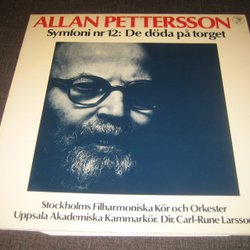 ALLAN PETTERSSON
Symfoni nr 12: De döda på torget
Stockholms Filharmoniska Kör och Orkester
Uppsala Akademiska Kammarkör. Dir. Carl-Rune Larsson